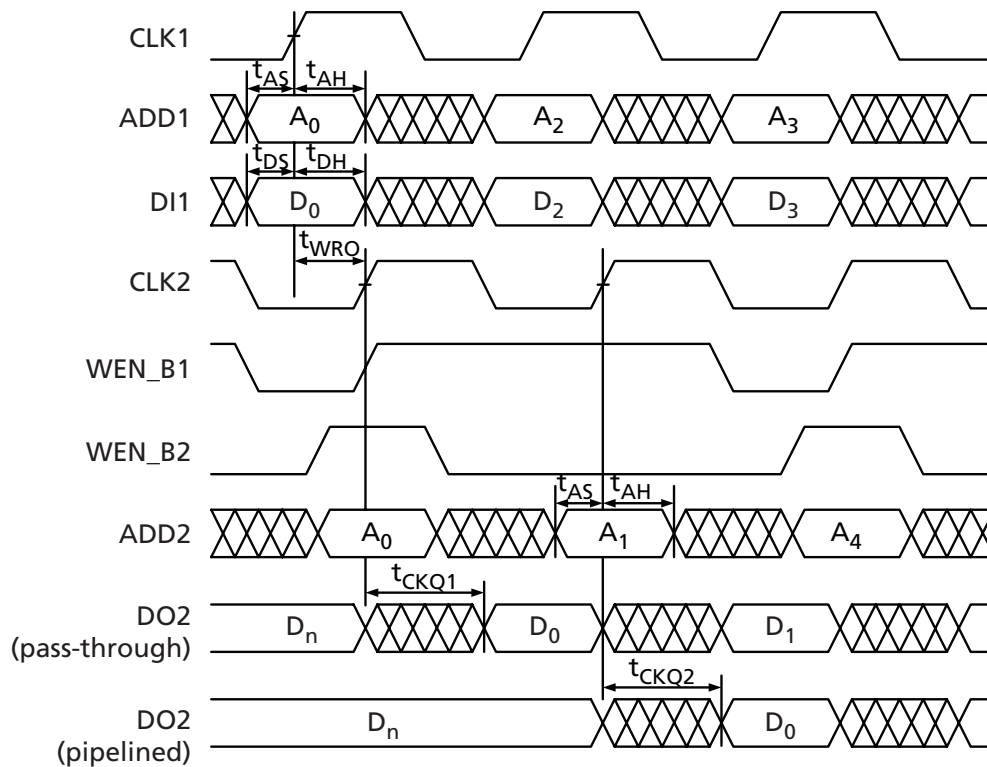 CLK1
tAS tAH
ADD1 A0 A2 A3
tDS tDH
DI1 D0 D2 D3
tWRO
CLK2
WEN_B1
WEN_B2
tAS tAH
ADD2 A0 A1 A4
tCKQ1
DO2 Dn D0 D1
(pass-through)
tCKQ2
DO2 Dn D0
(pipelined)